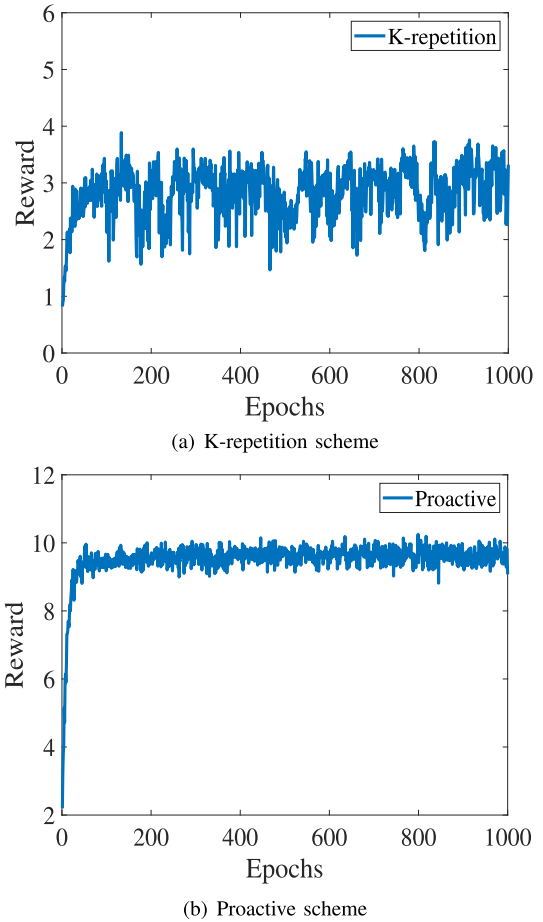 6
K-repetition
5
4
3
Reward
2
1
0
0 200 400 600 800 1000
Epochs
(a) K-repetition scheme
12
Proactive
10
8
Reward
6
4
2
0 200 400 600 800 1000
Epochs
(b) Proactive scheme